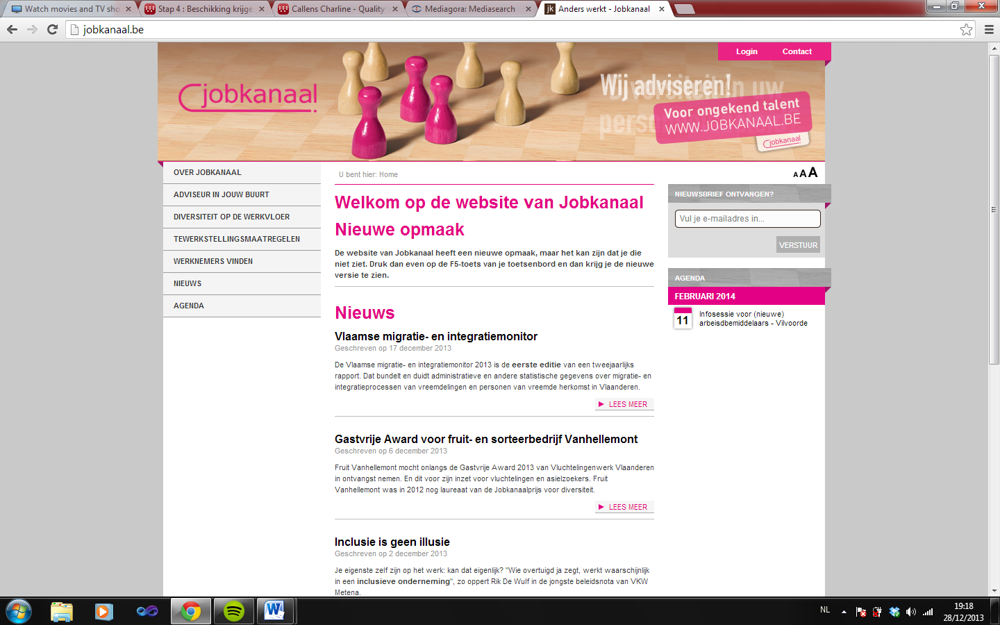 Watch movies and TV sho
Stap 4 : Beschikking krijge
Callens Charline - Quality
Mediagora: Mediasearch
jk Anders werkt - Jobkanaal
jobkanaal.be
Login Contact
jobkanaal
Wij adviseren!
Voor ongekend talent
WWW.JOBKANAAL.BE
jobkanaal
OVER JOBKANAAL
ADVISEUR IN JOUW BUURT
DIVERSITEIT OP DE WERKVLOER
TEWERKSTELLINGSMAATREGELEN
WERKNEMERS VINDEN
NIEUWS
AGENDA
U bent hier: Home
Welkom op de website van Jobkanaal
Nieuwe opmaak
De website van Jobkanaal heeft een nieuwe opmaak, maar het kan zijn dat je die
niet ziet. Druk dan even op de F5-toets van je toetsenbord en dan krijg je de nieuwe
versie te zien.
Nieuws
Vlaamse migratie- en integratiemonitor
Geschreven op 17 december 2013
De Vlaamse migratie- en integratiemonitor 2013 is de eerste editie van een tweejaarlijks
rapport. Dat bundelt en duidt administratieve en andere statistische gegevens over migratie- en
integratieprocessen van vreemdelingen en personen van vreemde herkomst in Vlaanderen.
LEES MEER
Gastvrije Award voor fruit- en sorteerbedrijf Vanhellemont
Geschreven op 6 december 2013
Fruit Vanhellemont mocht onlangs de Gastvrije Award 2013 van Vluchtelingenwerk Vlaanderen
in ontvangst nemen. En dit voor zijn inzet voor vluchtelingen en asielzoekers. Fruit
Vanhellemont was in 2012 nog laureaat van de Jobkanaalprijs voor diversiteit.
LEES MEER
Inclusie is geen illusie
Geschreven op 2 december 2013
Je eigenste zelf zijn op het werk: kan dat eigenlijk? "Wie overtuigd ja zegt, werkt waarschijnlijk
in een inclusieve onderneming", zo oppert Rik De Wulf in de jongste beleidsnota van VKW
Metena.
A A A
NIEUWSBRIEF ONTVANGEN?
Vul je e-mailadres in...
VERSTUUR
AGENDA
FEBRUARI 2014
11
Infosessie voor (nieuwe)
arbeisdbemiddelaars - Vilvoorde
NL
19:18
28/12/2013